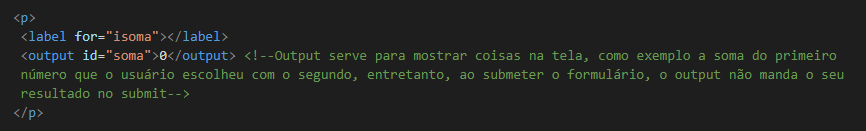 <p>
<label for="isoma"></label>
<output id="soma">0</output> <!--Output serve para mostrar coisas na tela, como exemplo a soma do primeiro
número que o usuário escolheu com o segundo, entretanto, ao submeter o formulário, o output não manda o seu
resultado no submit-->
</p>